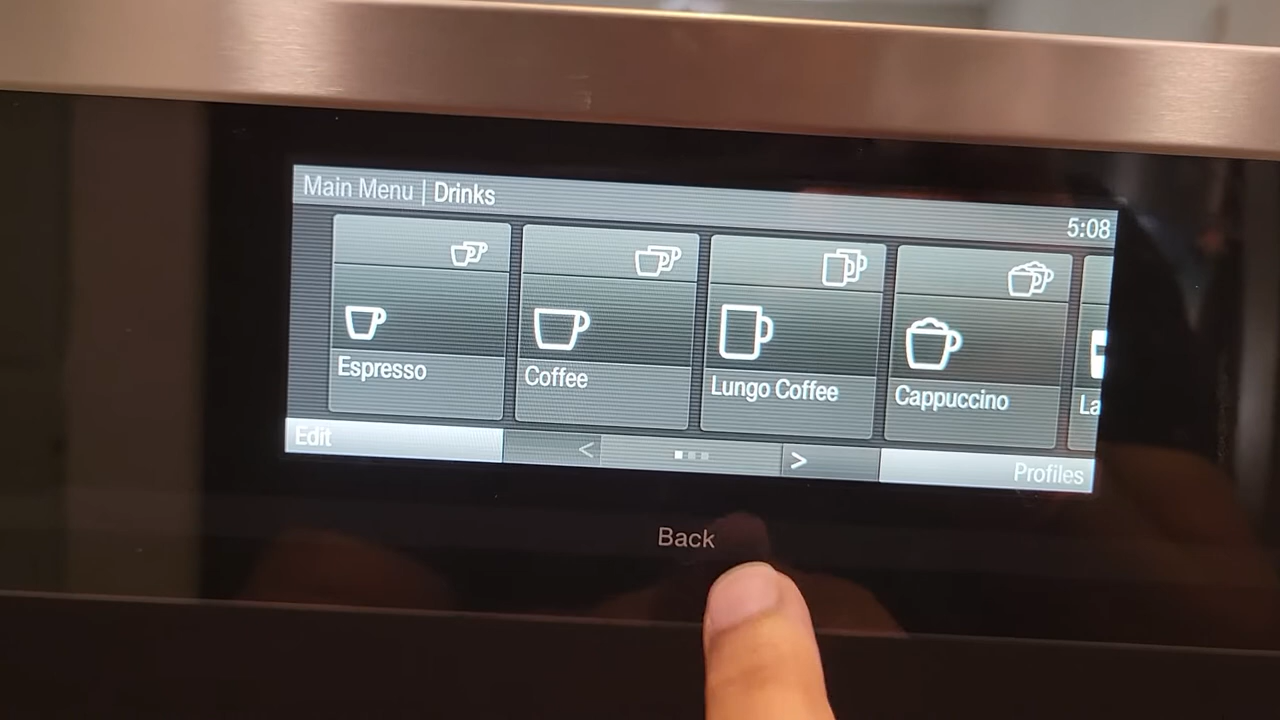 Main Menu | Drinks
5:08
Espresso
Coffee
Lungo Coffee
Cappuccino
La
Edit
<
>
Profiles
Back